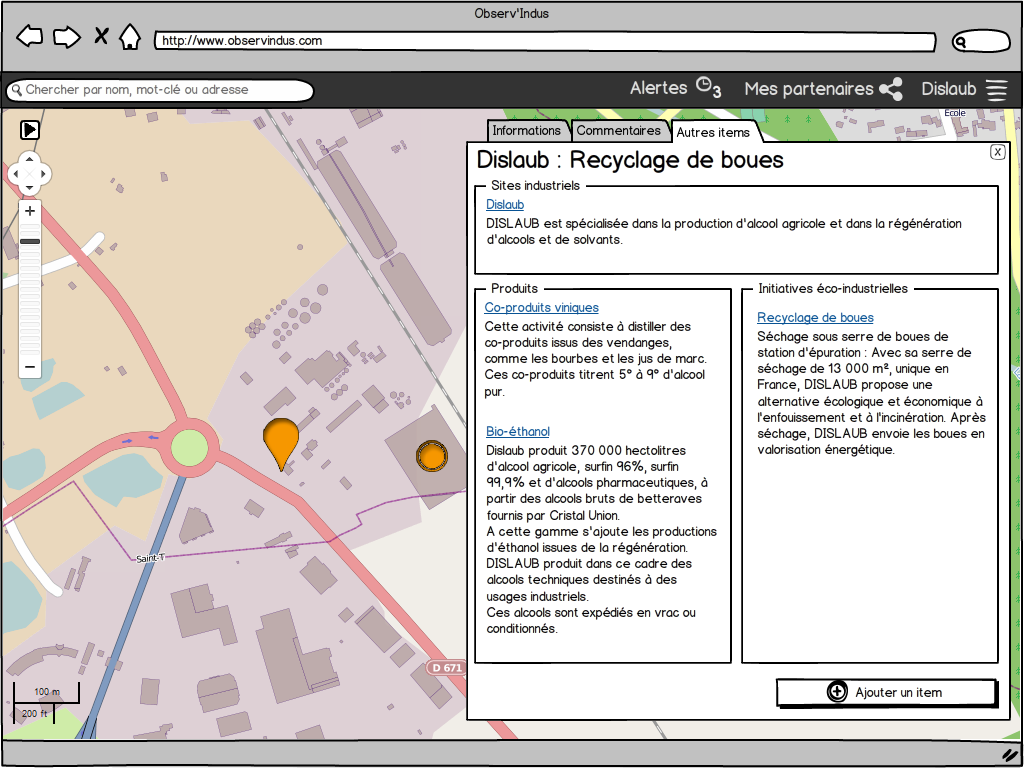 Observ'Indus
http://www.observindus.com
Chercher par nom, mot-clé ou adresse
Alertes 3
Mes partenaires
Dislaub
Ecole
Informations
Commentaires
Autres items
Dislaub : Recyclage de boues
X
Sites industriels
Dislaub
DISLAUB est spécialisée dans la production d'alcool agricole et dans la régénération
d'alcools et de solvants.
Produits
Co-produits viniques
Cette activité consiste à distiller des
co-produits issus des vendanges,
comme les bourbes et les jus de marc.
Ces co-produits titrent 5° à 9° d'alcool
pur.
Bio-éthanol
Dislaub produit 370 000 hectolitres
d'alcool agricole, surfin 96%, surfin
99,9% et d'alcools pharmaceutiques, à
partir des alcools bruts de betteraves
fournis par Cristal Union.
A cette gamme s'ajoute les productions
d'éthanol issues de la régénération.
DISLAUB produit dans ce cadre des
alcools techniques destinés à des
usages industriels.
Ces alcools sont expédiés en vrac ou
conditionnés.
Initiatives éco-industrielles
Recyclage de boues
Séchage sous serre de boues de
station d'épuration : Avec sa serre de
séchage de 13 000 m², unique en
France, DISLAUB propose une
alternative écologique et économique à
l'enfouissement et à l'incinération. Après
séchage, DISLAUB envoie les boues en
valorisation énergétique.
Ajouter un item
Saint-T
D 671
100 m
200 ft